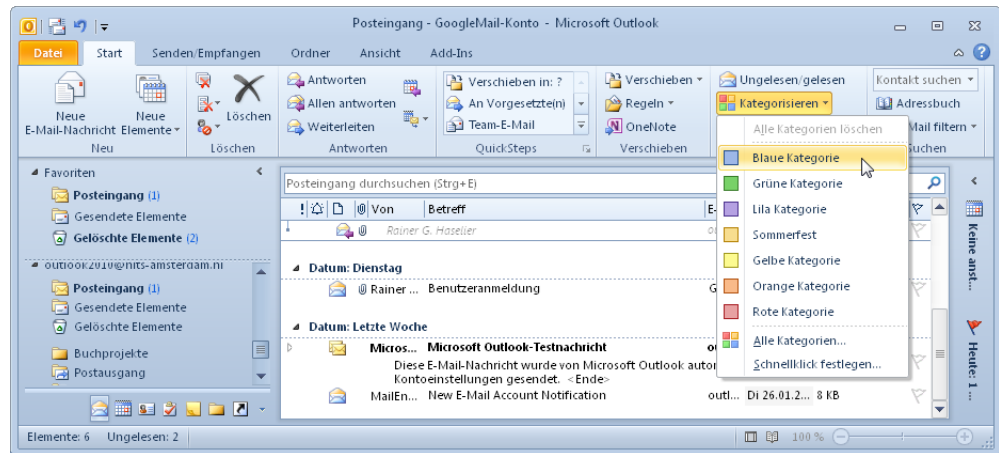 Posteingang - GoogleMail-Konto - Microsoft Outlook
Datei Start Senden/Empfangen Ordner Ansicht Add-Ins
Neue E-Mail-Nachricht
Neue Elemente
Neu
Löschen
Löschen
Antworten
Allen antworten
Weiterleiten
Antworten
Verschieben in: ?
An Vorgesetzte(n)
Team-E-Mail
QuickSteps
Verschieben
Regeln
OneNote
Verschieben
Ungelesen/gelesen
Kategorisieren
Kontakt suchen
Adressbuch
Mail filtern
uchen
Alle Kategorien löschen
Blaue Kategorie
Grüne Kategorie
Lila Kategorie
Sommerfest
Gelbe Kategorie
Orange Kategorie
Rote Kategorie
Alle Kategorien...
Schnellklick festlegen...
Favoriten
Posteingang (1)
Gesendete Elemente
Gelöschte Elemente (2)
outlook2010@nits-amsterdam.nl
Posteingang (1)
Gesendete Elemente
Gelöschte Elemente
Buchprojekte
Postausgang
Posteingang durchsuchen (Strg+E)
Von Betreff E-
Rainer G. Haselier
Datum: Dienstag
Rainer ... Benutzeranmeldung G
Datum: Letzte Woche
Micros... Microsoft Outlook-Testnachricht
Diese E-Mail-Nachricht wurde von Microsoft Outlook autor
Kontoeinstellungen gesendet. <Ende>
MailEn... New E-Mail Account Notification outl... Di 26.01.2... 8 KB
Keine anst...
Heute: 1 ...
Elemente: 6 Ungelesen: 2
100 %